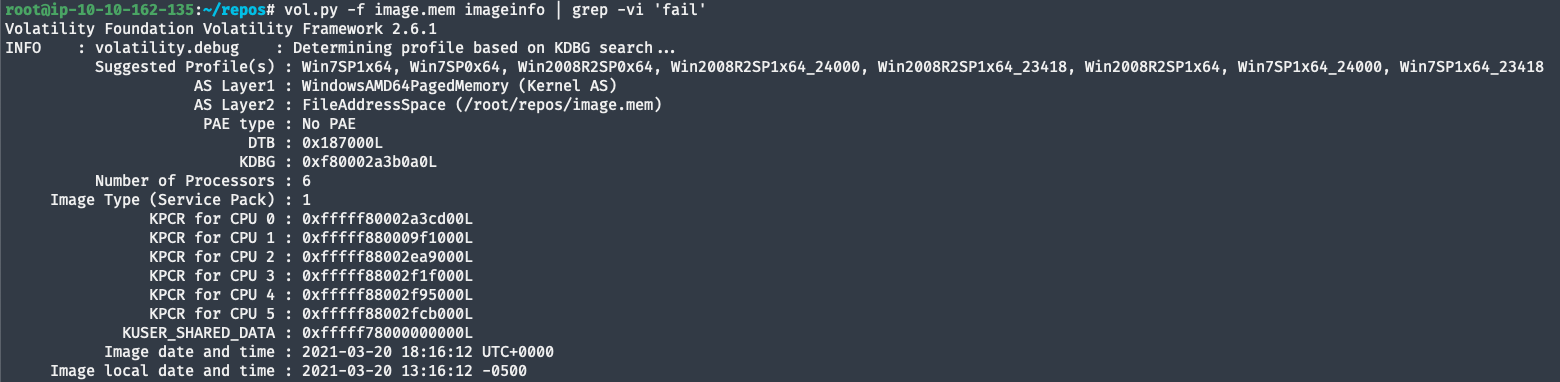 root@ip-10-10-162-135:~/repos# vol.py -f image.mem imageinfo | grep -vi 'fail'
Volatility Foundation Volatility Framework 2.6.1
INFO    : volatility.debug    : Determining profile based on KDBG search...
Suggested Profile(s) : Win7SP1x64, Win7SP0x64, Win2008R2SP0x64, Win2008R2SP1x64_24000, Win2008R2SP1x64_23418, Win2008R2SP1x64, Win7SP1x64_24000, Win7SP1x64_23418
AS Layer1 : WindowsAMD64PagedMemory (Kernel AS)
AS Layer2 : FileAddressSpace (/root/repos/image.mem)
PAE type : No PAE
DTB : 0x187000L
KDBG : 0xf80002a3b0a0L
Number of Processors : 6
Image Type (Service Pack) : 1
KPCR for CPU 0 : 0xfffff80002a3cd00L
KPCR for CPU 1 : 0xfffff880009f1000L
KPCR for CPU 2 : 0xfffff88002ea9000L
KPCR for CPU 3 : 0xfffff88002f1f000L
KPCR for CPU 4 : 0xfffff88002f95000L
KPCR for CPU 5 : 0xfffff88002fcb000L
KUSER_SHARED_DATA : 0xfffff78000000000L
Image date and time : 2021-03-20 18:16:12 UTC+0000
Image local date and time : 2021-03-20 13:16:12 -0500